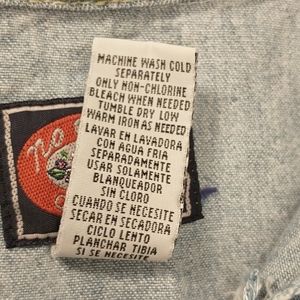 MACHINE WASH COLD
SEPARATELY
ONLY NON-CHLORINE
BLEACH WHEN NEEDED
TUMBLE DRY LOW
WARM IRON AS NEEDED
LAVAR EN LAVADORA
CON AGUA FRIA
SEPARADAMENTE
USAR SOLAMENTE
BLANQUEADOR
SIN CLORO
CUANDO SE NECESITE
SECAR EN SECADORA
CICLO LENTO
PLANCHAR TIBIA
SI SE NECESITE
no